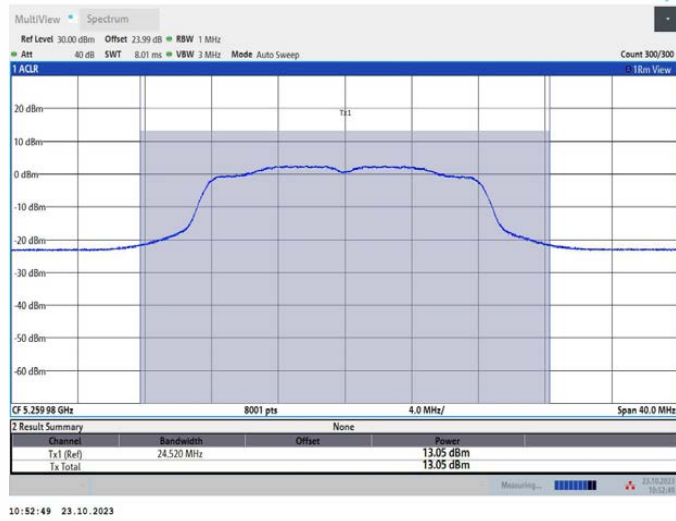 MultiView Spectrum
Ref Level 30.00 dBm Offset 23.99 dB RBW 1 MHz
Att 40 dB SWT 8.01 ms VBW 3 MHz Mode Auto Sweep Count 300/300
1 ACLR 1Rm View
Tx1
20 dBm
10 dBm
0 dBm
-10 dBm
-20 dBm
-30 dBm
-40 dBm
-50 dBm
-60 dBm
CF 5.259 98 GHz 8001 pts 4.0 MHz/ Span 40.0 MHz
2 Result Summary None
Channel Bandwidth Offset Power
Tx1 (Ref) 24.520 MHz 13.05 dBm
Tx Total 13.05 dBm
Measuring... 23.10.2023
10:52:49
10:52:49 23.10.2023